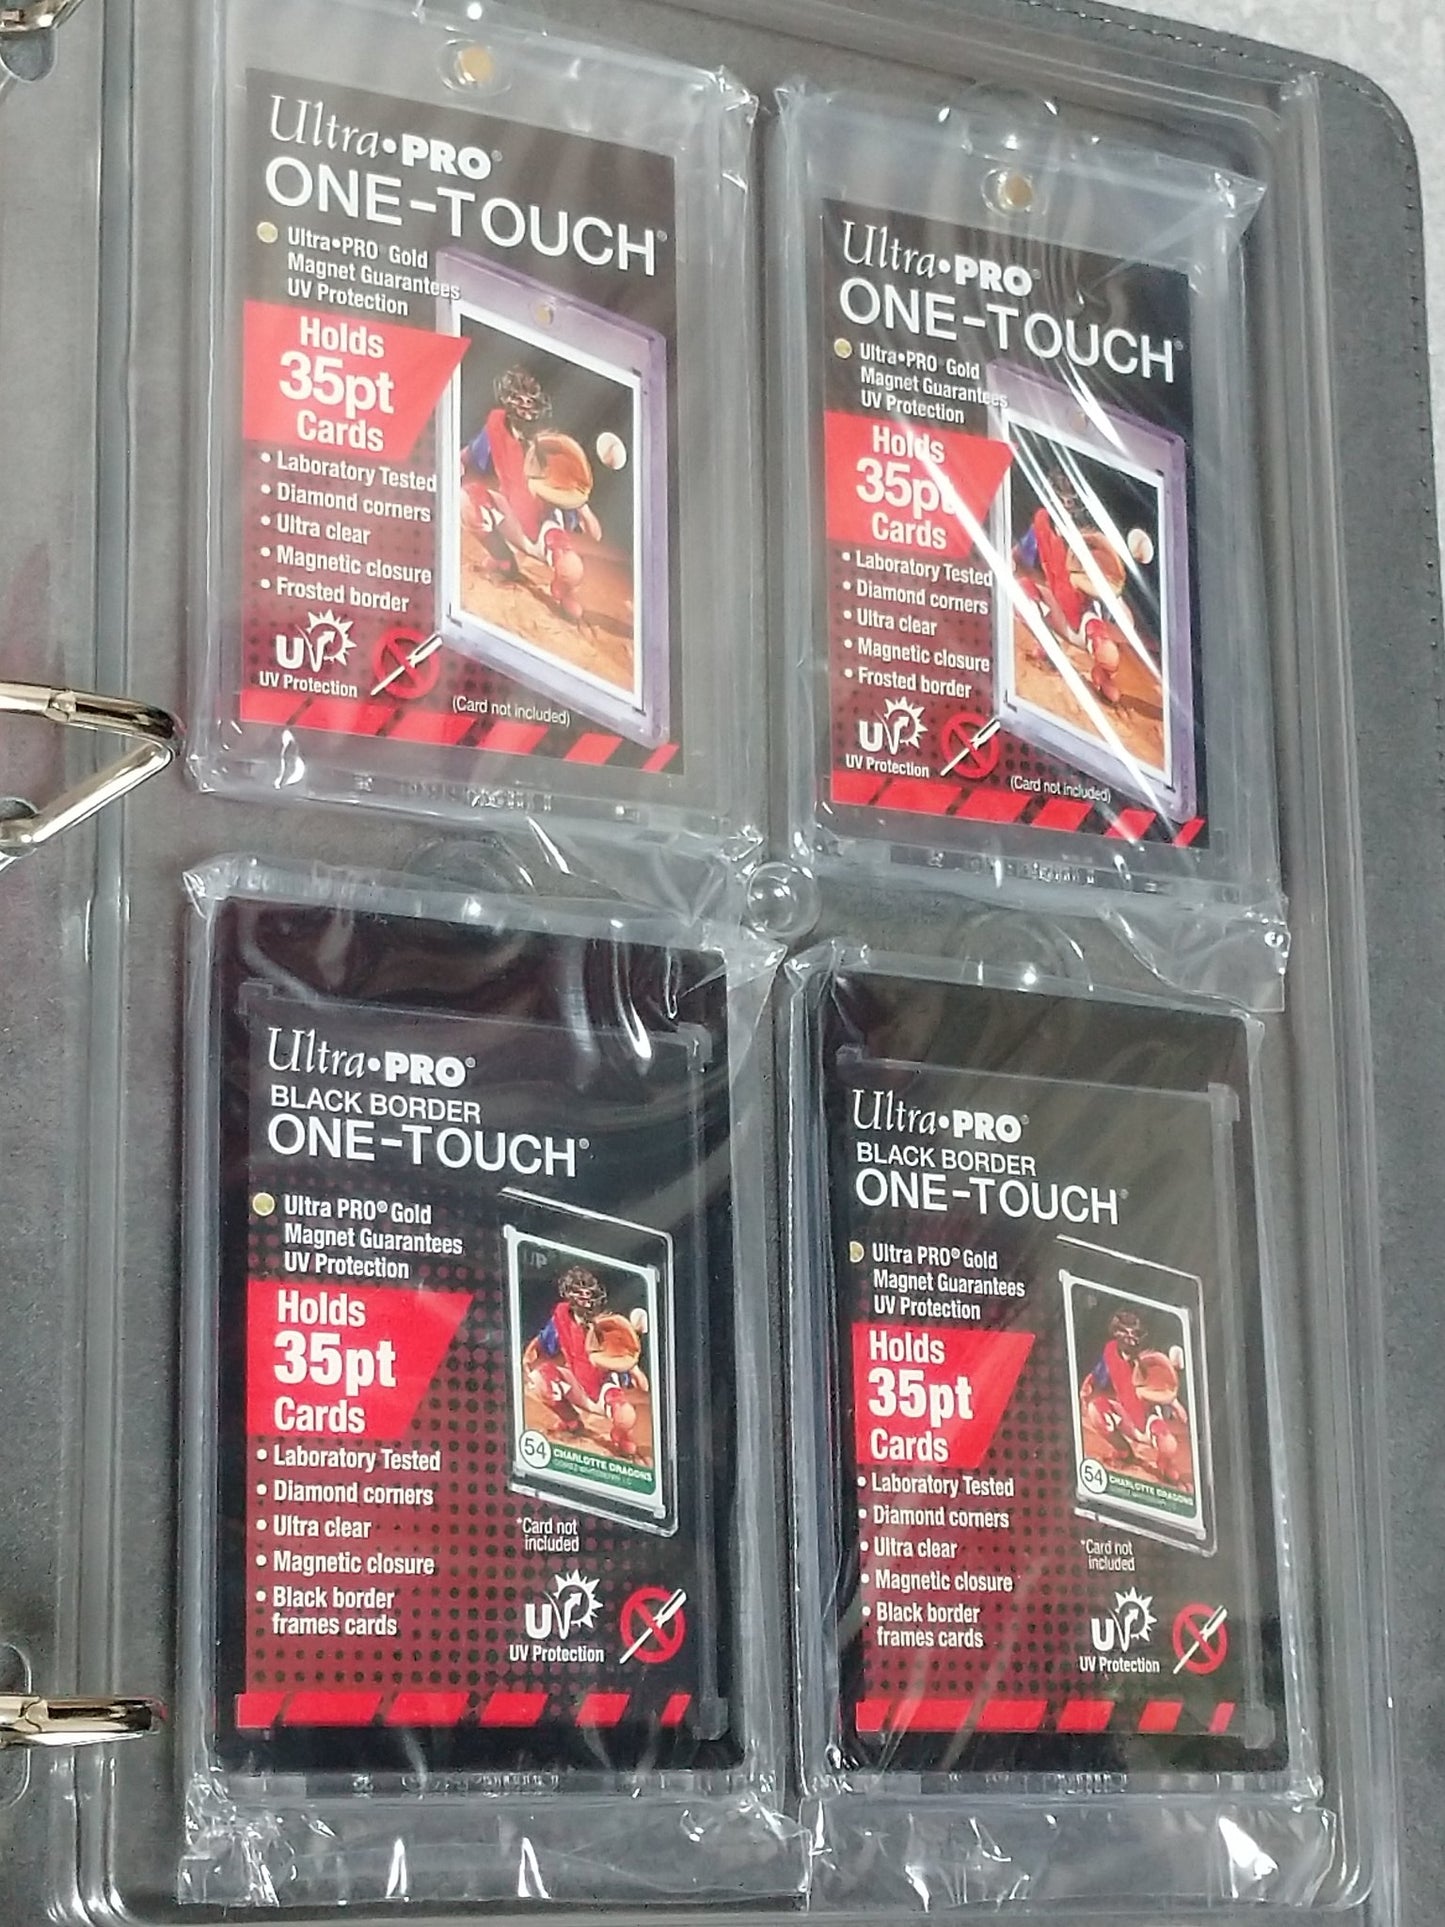 Ultra•PRO®
ONE-TOUCH®
Ultra•PRO Gold
Magnet Guarantees
UV Protection
Holds
35pt
Cards
• Laboratory Tested
• Diamond corners
• Ultra clear
• Magnetic closure
• Frosted border
UV
UV Protection
(Card not included)
Ultra•PRO®
ONE-TOUCH®
Ultra•PRO Gold
Magnet Guarantees
UV Protection
Holds
35pt
Cards
• Laboratory Tested
• Diamond corners
• Ultra clear
• Magnetic closure
• Frosted border
UV
UV Protection
(Card not included)
Ultra•PRO®
BLACK BORDER
ONE-TOUCH®
Ultra PRO® Gold
Magnet Guarantees
UV Protection
Holds
35pt
Cards
• Laboratory Tested
• Diamond corners
• Ultra clear
• Magnetic closure
• Black border
frames cards
54
CHARLOTTE DRAGONS
*Card not
included
UV
UV Protection
Ultra•PRO®
BLACK BORDER
ONE-TOUCH®
Ultra PRO® Gold
Magnet Guarantees
UV Protection
Holds
35pt
Cards
• Laboratory Tested
• Diamond corners
• Ultra clear
• Magnetic closure
• Black border
frames cards
54
CHARLOTTE DRAGONS
*Card not
included
UV
UV Protection